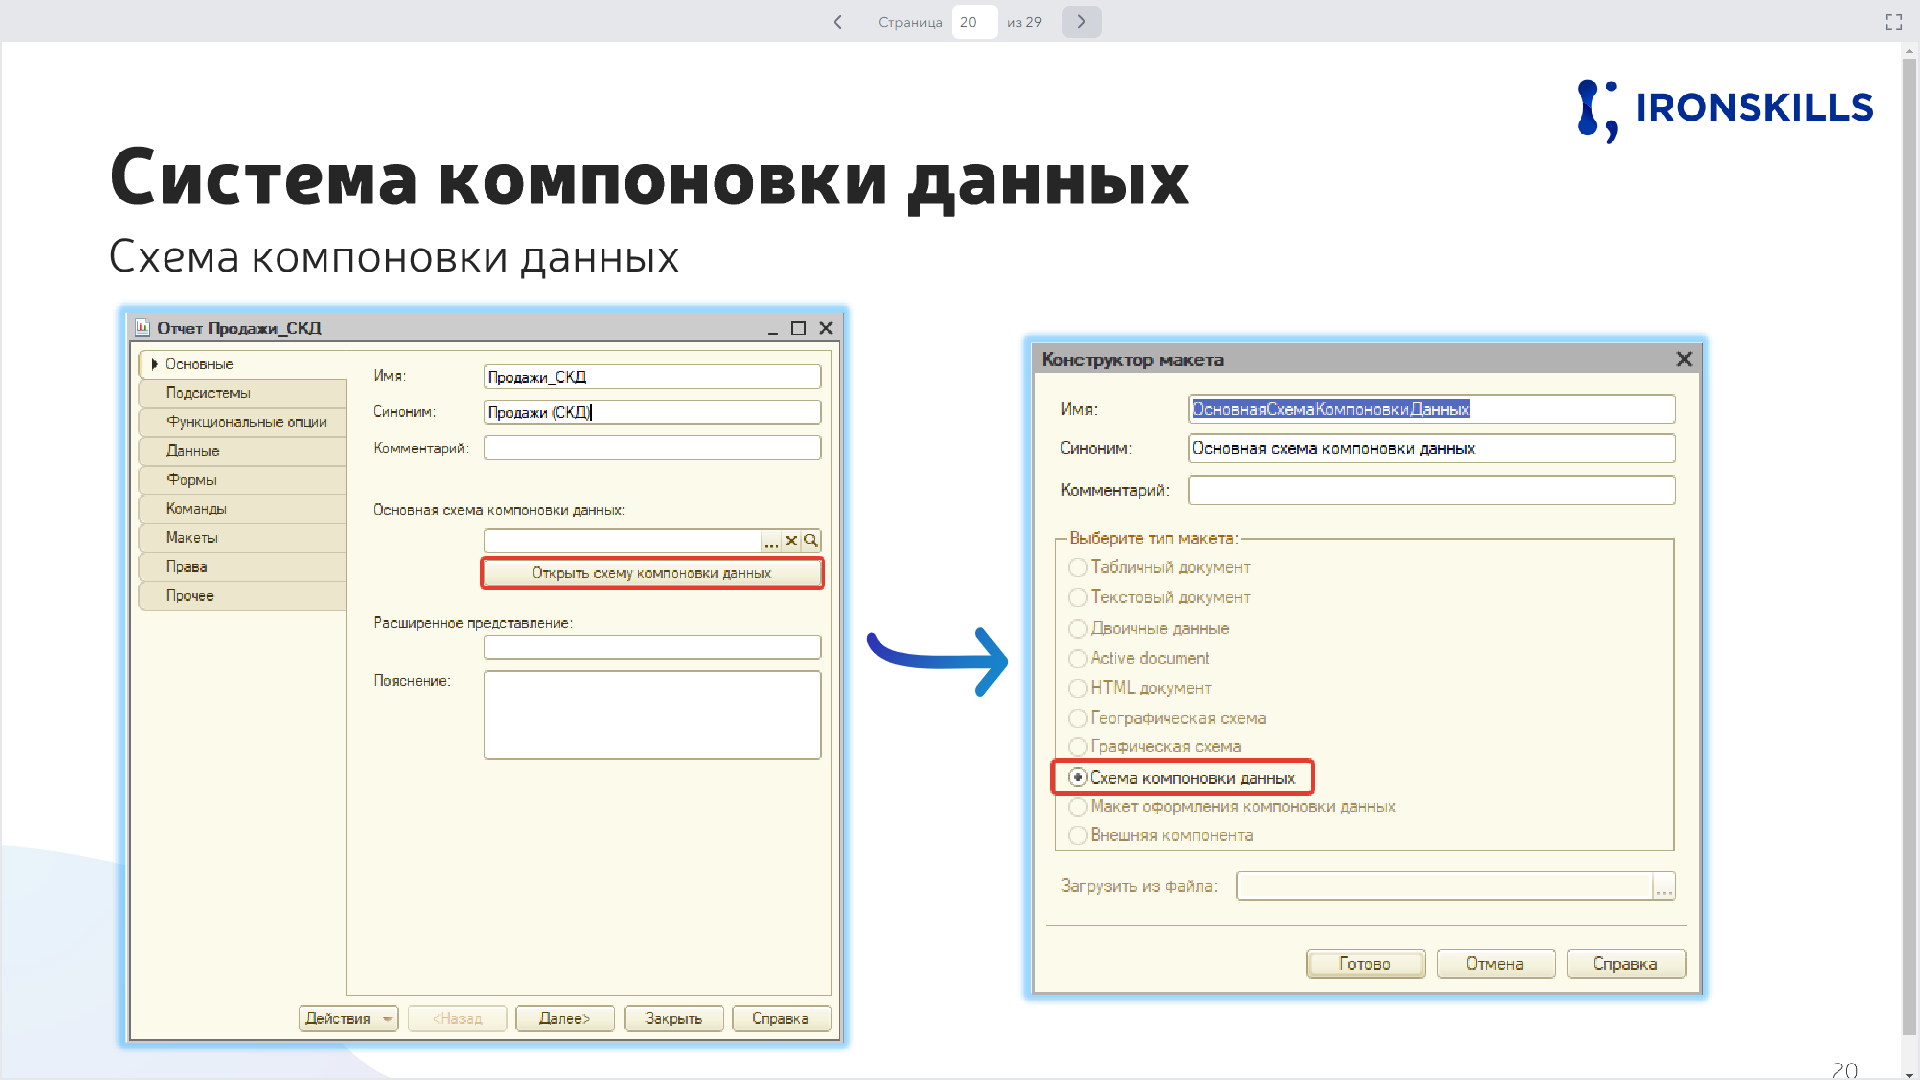 Страница 20 из 29
IRONSKILLS
Система компоновки данных
Схема компоновки данных
Отчет Продажи_СКД
Основные
Подсистемы
Функциональные опции
Данные
Формы
Команды
Макеты
Права
Прочее
Имя: Продажи_СКД
Синоним: Продажи (СКД)
Комментарий:
Основная схема компоновки данных:
...
Открыть схему компоновки данных
Расширенное представление:
Пояснение:
Действия <Назад Далее> Закрыть Справка
Конструктор макета
Имя: ОсновнаяСхемаКомпоновкиДанных
Синоним: Основная схема компоновки данных
Комментарий:
Выберите тип макета:
Табличный документ
Текстовый документ
Двоичные данные
Active document
HTML документ
Географическая схема
Графическая схема
Схема компоновки данных
Макет оформления компоновки данных
Внешняя компонента
Загрузить из файла: ...
Готово Отмена Справка
20